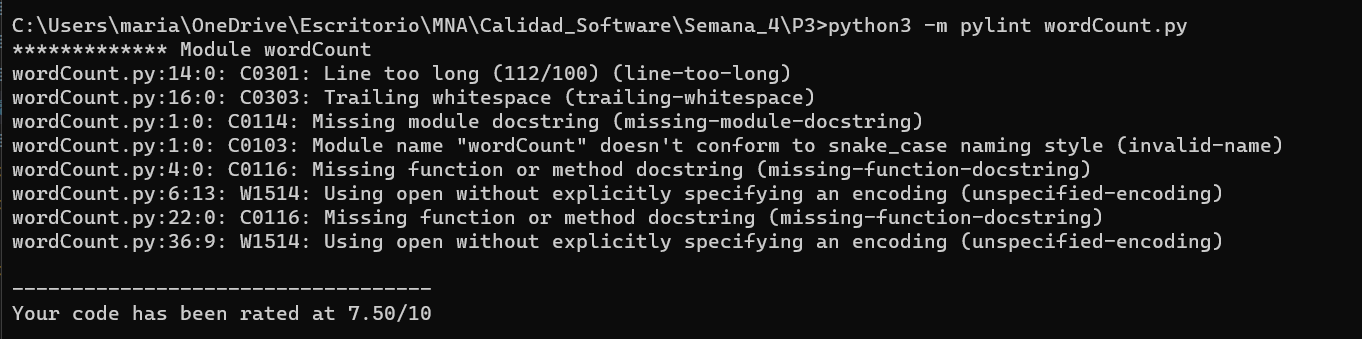 C:\Users\maria\OneDrive\Escritorio\MNA\Calidad_Software\Semana_4\P3>python3 -m pylint wordCount.py
************* Module wordCount
wordCount.py:14:0: C0301: Line too long (112/100) (line-too-long)
wordCount.py:16:0: C0303: Trailing whitespace (trailing-whitespace)
wordCount.py:1:0: C0114: Missing module docstring (missing-module-docstring)
wordCount.py:1:0: C0103: Module name "wordCount" doesn't conform to snake_case naming style (invalid-name)
wordCount.py:4:0: C0116: Missing function or method docstring (missing-function-docstring)
wordCount.py:6:13: W1514: Using open without explicitly specifying an encoding (unspecified-encoding)
wordCount.py:22:0: C0116: Missing function or method docstring (missing-function-docstring)
wordCount.py:36:9: W1514: Using open without explicitly specifying an encoding (unspecified-encoding)
-----------------------------------
Your code has been rated at 7.50/10